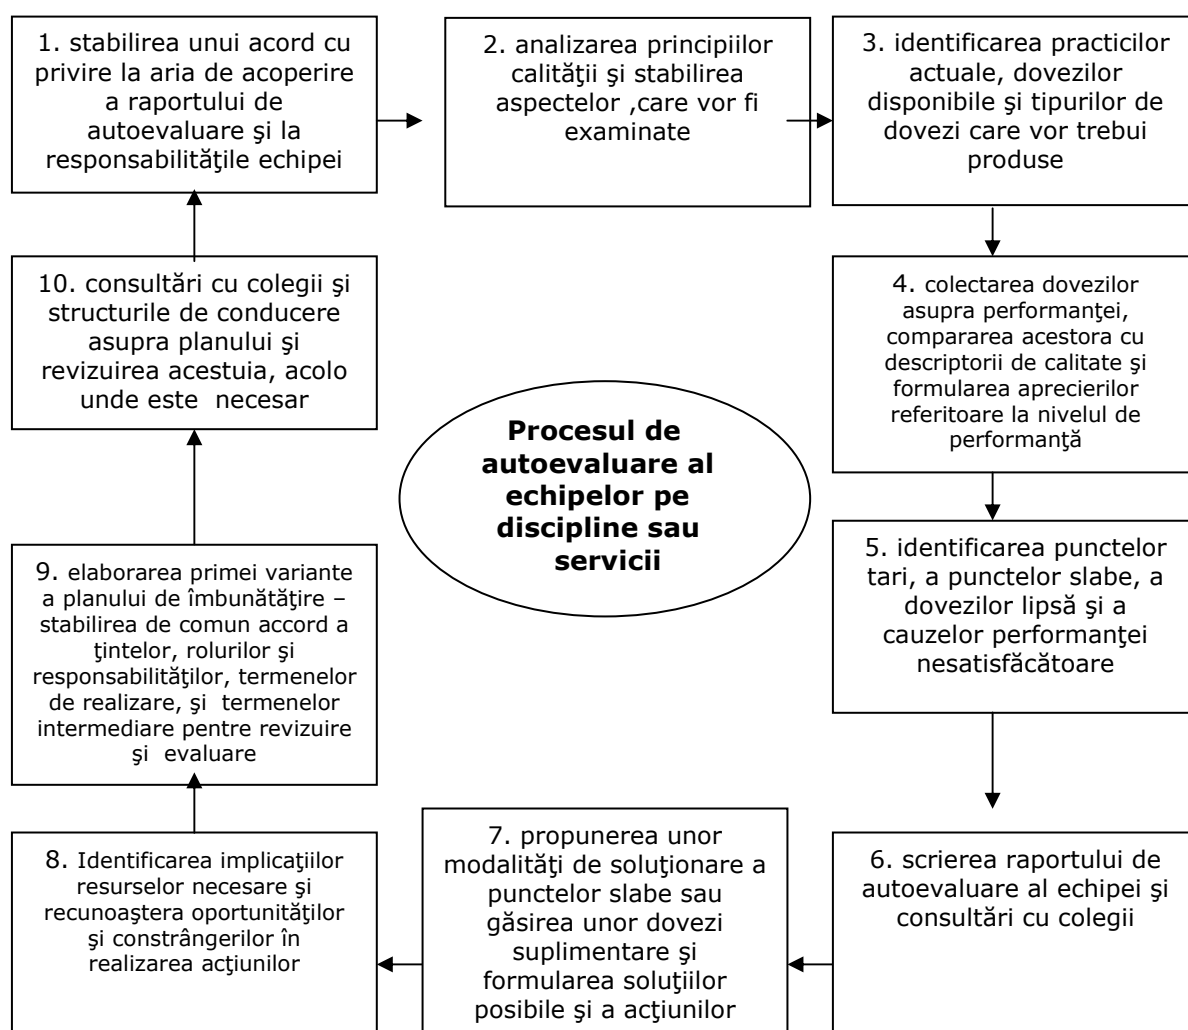 1. stabilirea unui acord cu
privire la aria de acoperire
a raportului de
autoevaluare şi la
responsabilităţile echipei
2. analizarea principiilor
calităţii şi stabilirea
aspectelor ,care vor fi
examinate
3. identificarea practicilor
actuale, dovezilor
disponibile şi tipurilor de
dovezi care vor trebui
produse
4. colectarea dovezilor
asupra performanţei,
compararea acestora cu
descriptorii de calitate şi
formularea aprecierilor
referitoare la nivelul de
performanţă
5. identificarea punctelor
tari, a punctelor slabe, a
dovezilor lipsă şi a
cauzelor performanţei
nesatisfăcătoare
6. scrierea raportului de
autoevaluare al echipei şi
consultări cu colegii
7. propunerea unor
modalităţi de soluţionare a
punctelor slabe sau
găsirea unor dovezi
suplimentare şi
formularea soluţiilor
posibile şi a acţiunilor
8. Identificarea implicaţiilor
resurselor necesare şi
recunoaştera oportunităţilor
şi constrângerilor în
realizarea acţiunilor
9. elaborarea primei variante
a planului de îmbunătăţire –
stabilirea de comun accord a
ţintelor, rolurilor şi
responsabilităţilor, termenelor
de realizare, şi termenelor
intermediare pentre revizuire
şi evaluare
10. consultări cu colegii şi
structurile de conducere
asupra planului şi
revizuirea acestuia, acolo
unde este necesar
Procesul de
autoevaluare al
echipelor pe
discipline sau
servicii